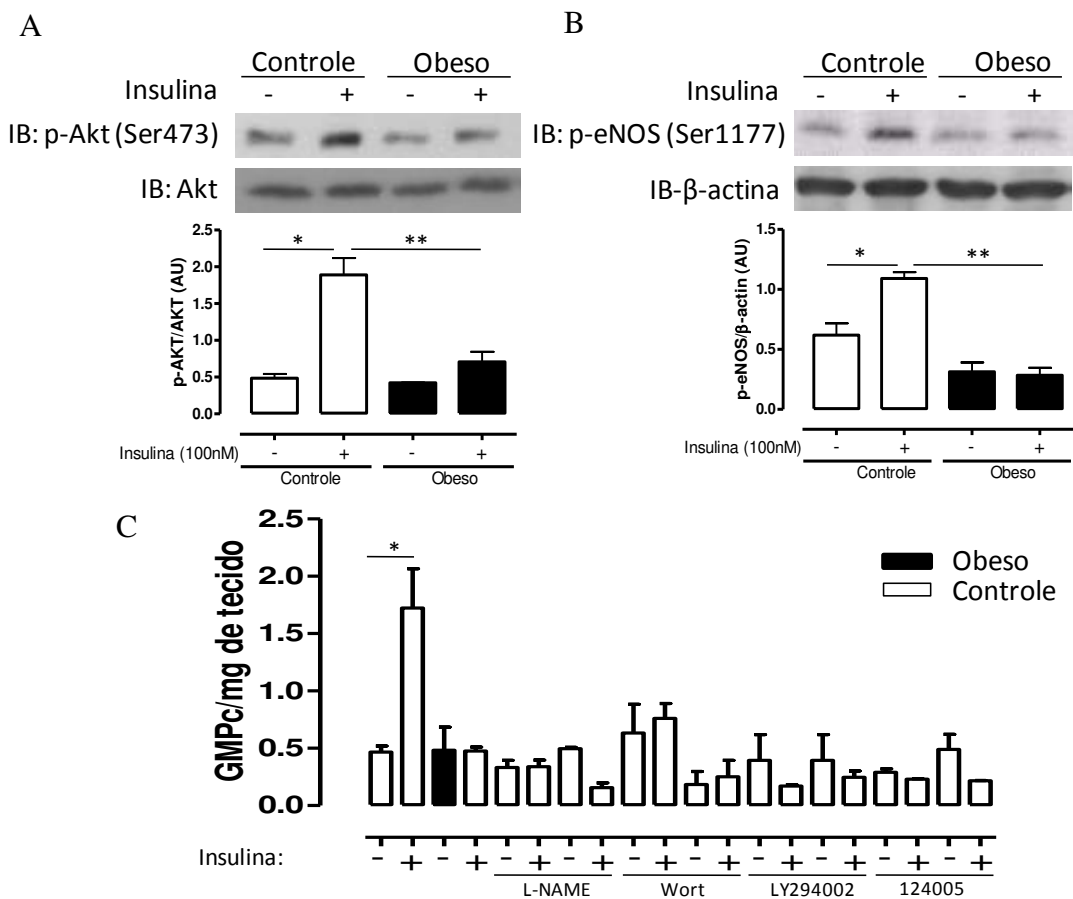 A
Controle Obeso
Insulina - + - +
IB: p-Akt (Ser473)
IB: Akt
p-AKT/AKT (AU)
2.5
2.0
1.5
1.0
0.5
0.0
* **
Insulina (100nM) - + - +
Controle Obeso
B
Controle Obeso
Insulina - + - +
IB: p-eNOS (Ser1177)
IB-β-actina
p-eNOS/β-actin (AU)
1.5
1.0
0.5
0.0
* **
Insulina (100nM) - + - +
Controle Obeso
C
GMPc/mg de tecido
2.5
2.0
1.5
1.0
0.5
0.0
*
Obeso
Controle
Insulina: - + - + - + - + - + - + - + - + - + - +
L-NAME Wort LY294002 124005